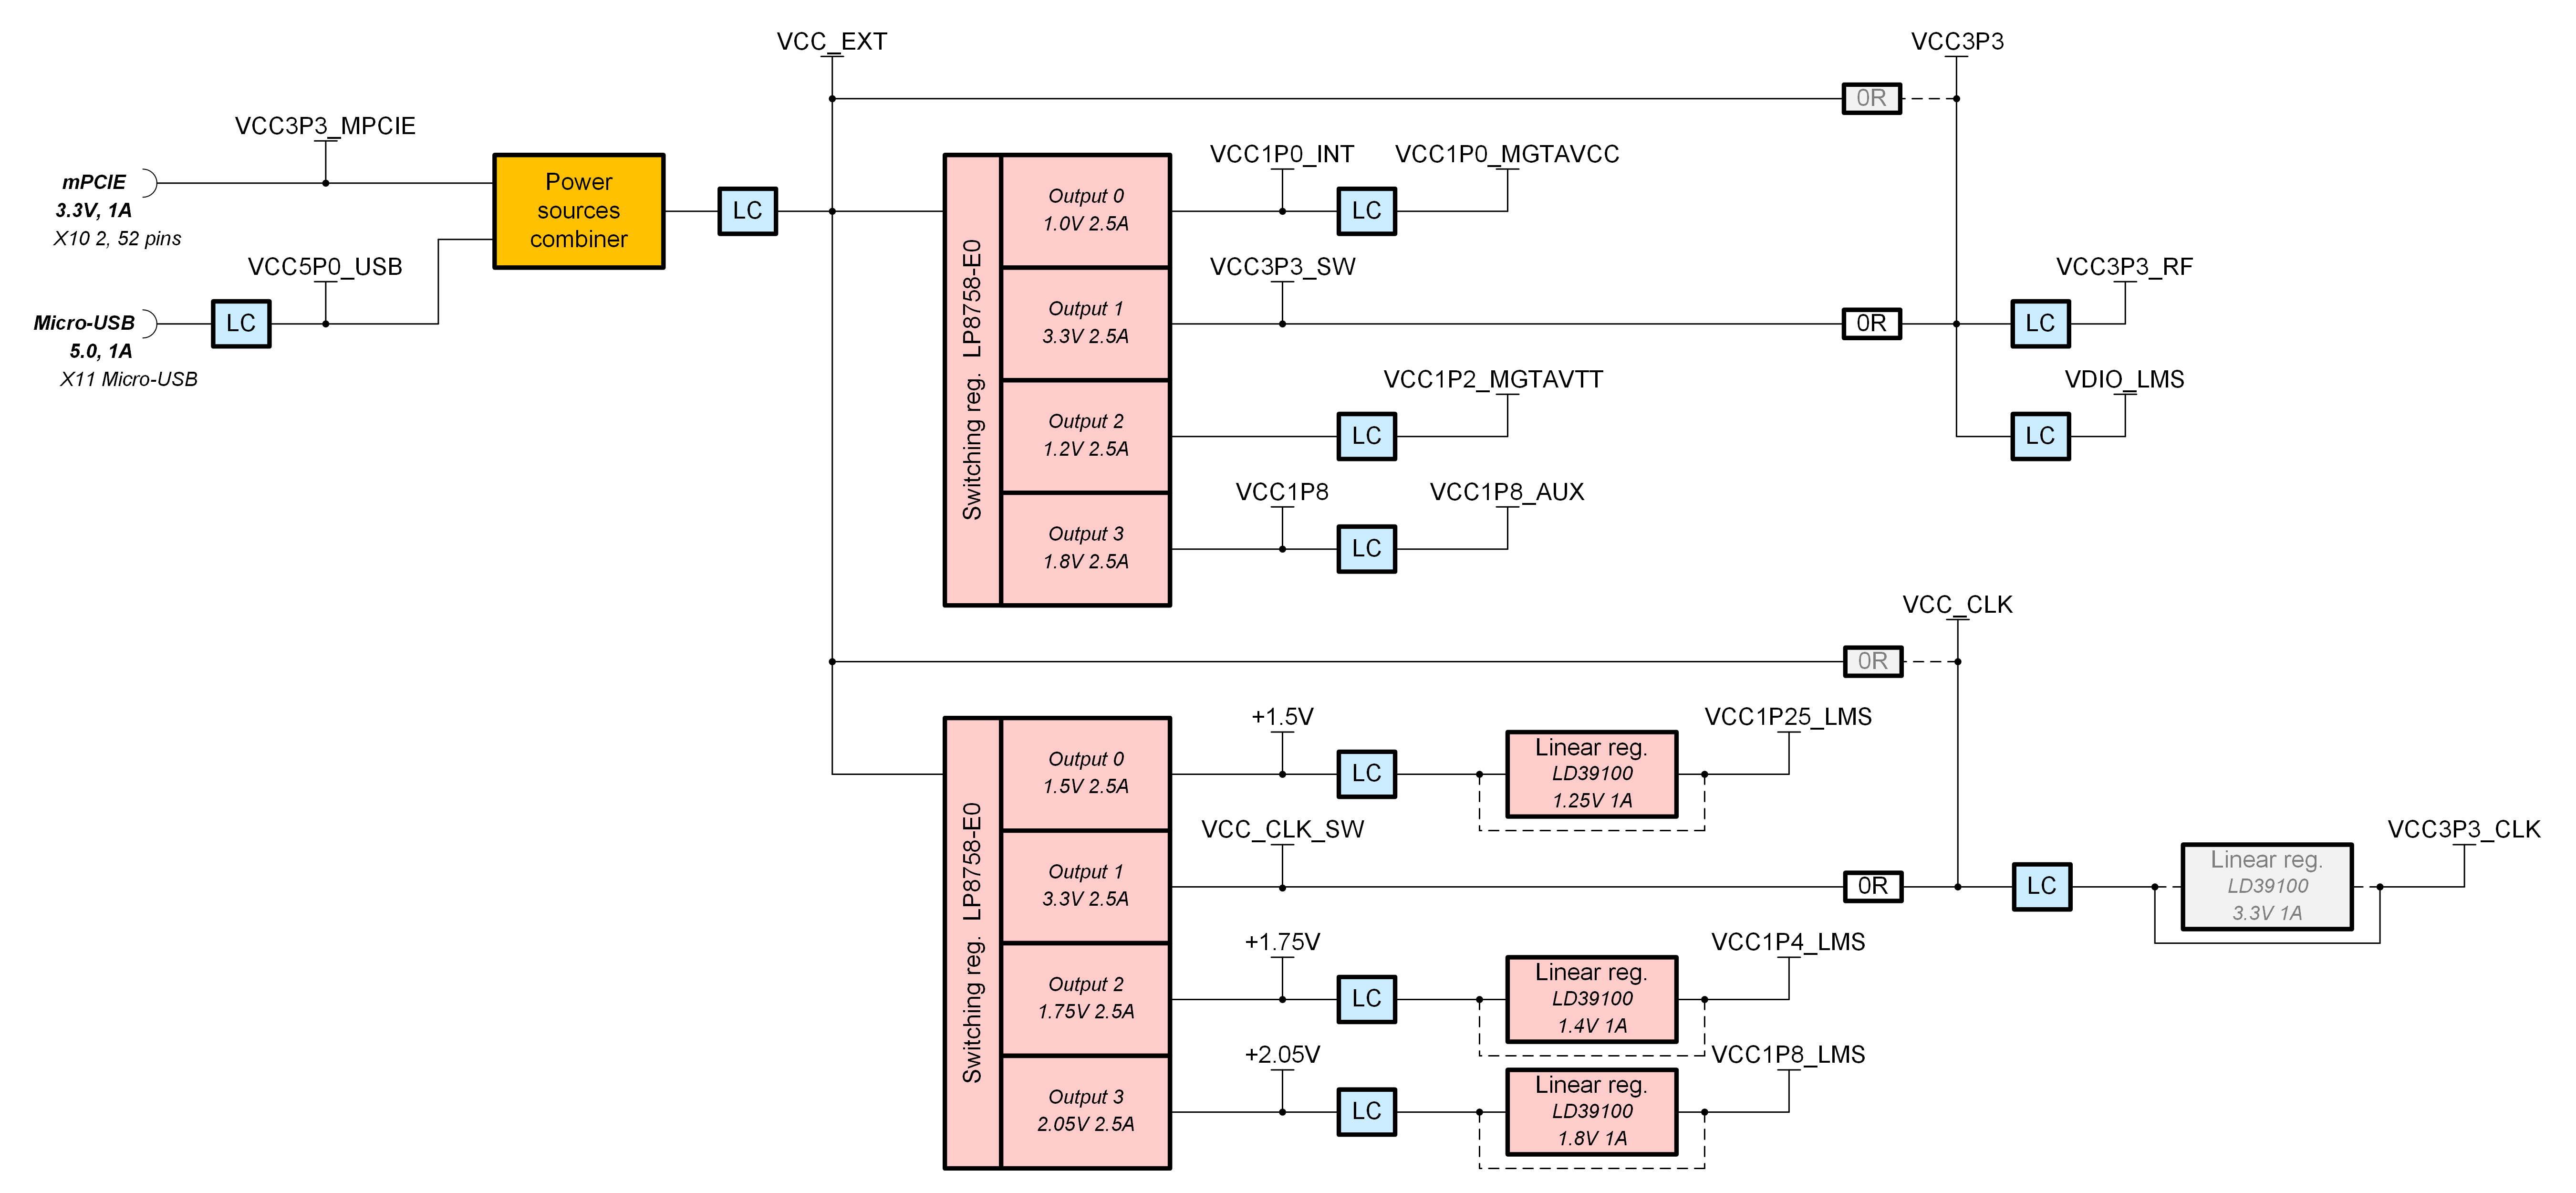 VCC_EXT
VCC3P3
0R
VCC3P3_MPCIE
mPCIE
3.3V, 1A
X10 2, 52 pins
VCC5P0_USB
Micro-USB
5.0, 1A
X11 Micro-USB
LC
Power
sources
combiner
LC
Switching reg. LP8758-E0
Output 0
1.0V 2.5A
VCC1P0_INT
LC
VCC1P0_MGTAVCC
Output 1
3.3V 2.5A
VCC3P3_SW
0R
LC
VCC3P3_RF
LC
VDIO_LMS
Output 2
1.2V 2.5A
LC
VCC1P2_MGTAVTT
Output 3
1.8V 2.5A
VCC1P8
LC
VCC1P8_AUX
VCC_CLK
0R
Switching reg. LP8758-E0
Output 0
1.5V 2.5A
+1.5V
LC
Linear reg.
LD39100
1.25V 1A
VCC1P25_LMS
Output 1
3.3V 2.5A
VCC_CLK_SW
0R
LC
Linear reg.
LD39100
3.3V 1A
VCC3P3_CLK
Output 2
1.75V 2.5A
+1.75V
LC
Linear reg.
LD39100
1.4V 1A
VCC1P4_LMS
Output 3
2.05V 2.5A
+2.05V
LC
Linear reg.
LD39100
1.8V 1A
VCC1P8_LMS